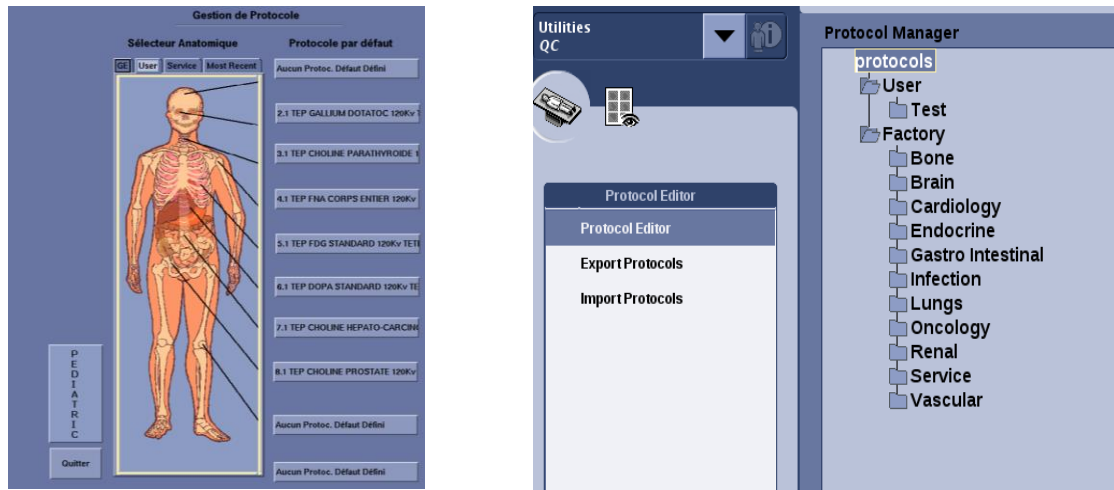 Gestion de Protocole
Sélecteur Anatomique
Protocole par défaut
GE User Service Most Recent
Aucun Protoc. Défaut Défini
2.1 TEP GALLIUM DOTATOC 120Kv T
3.1 TEP CHOLINE PARATHYROIDE 1
4.1 TEP FNA CORPS ENTIER 120Kv
5.1 TEP FDG STANDARD 120Kv TETE
6.1 TEP DOPA STANDARD 120Kv TE
7.1 TEP CHOLINE HEPATO-CARCINO
8.1 TEP CHOLINE PROSTATE 120Kv
Aucun Protoc. Défaut Défini
Aucun Protoc. Défaut Défini
PEDIATRIC
Quitter
Utilities
QC
Protocol Editor
Protocol Editor
Export Protocols
Import Protocols
Protocol Manager
protocols
User
Test
Factory
Bone
Brain
Cardiology
Endocrine
Gastro Intestinal
Infection
Lungs
Oncology
Renal
Service
Vascular